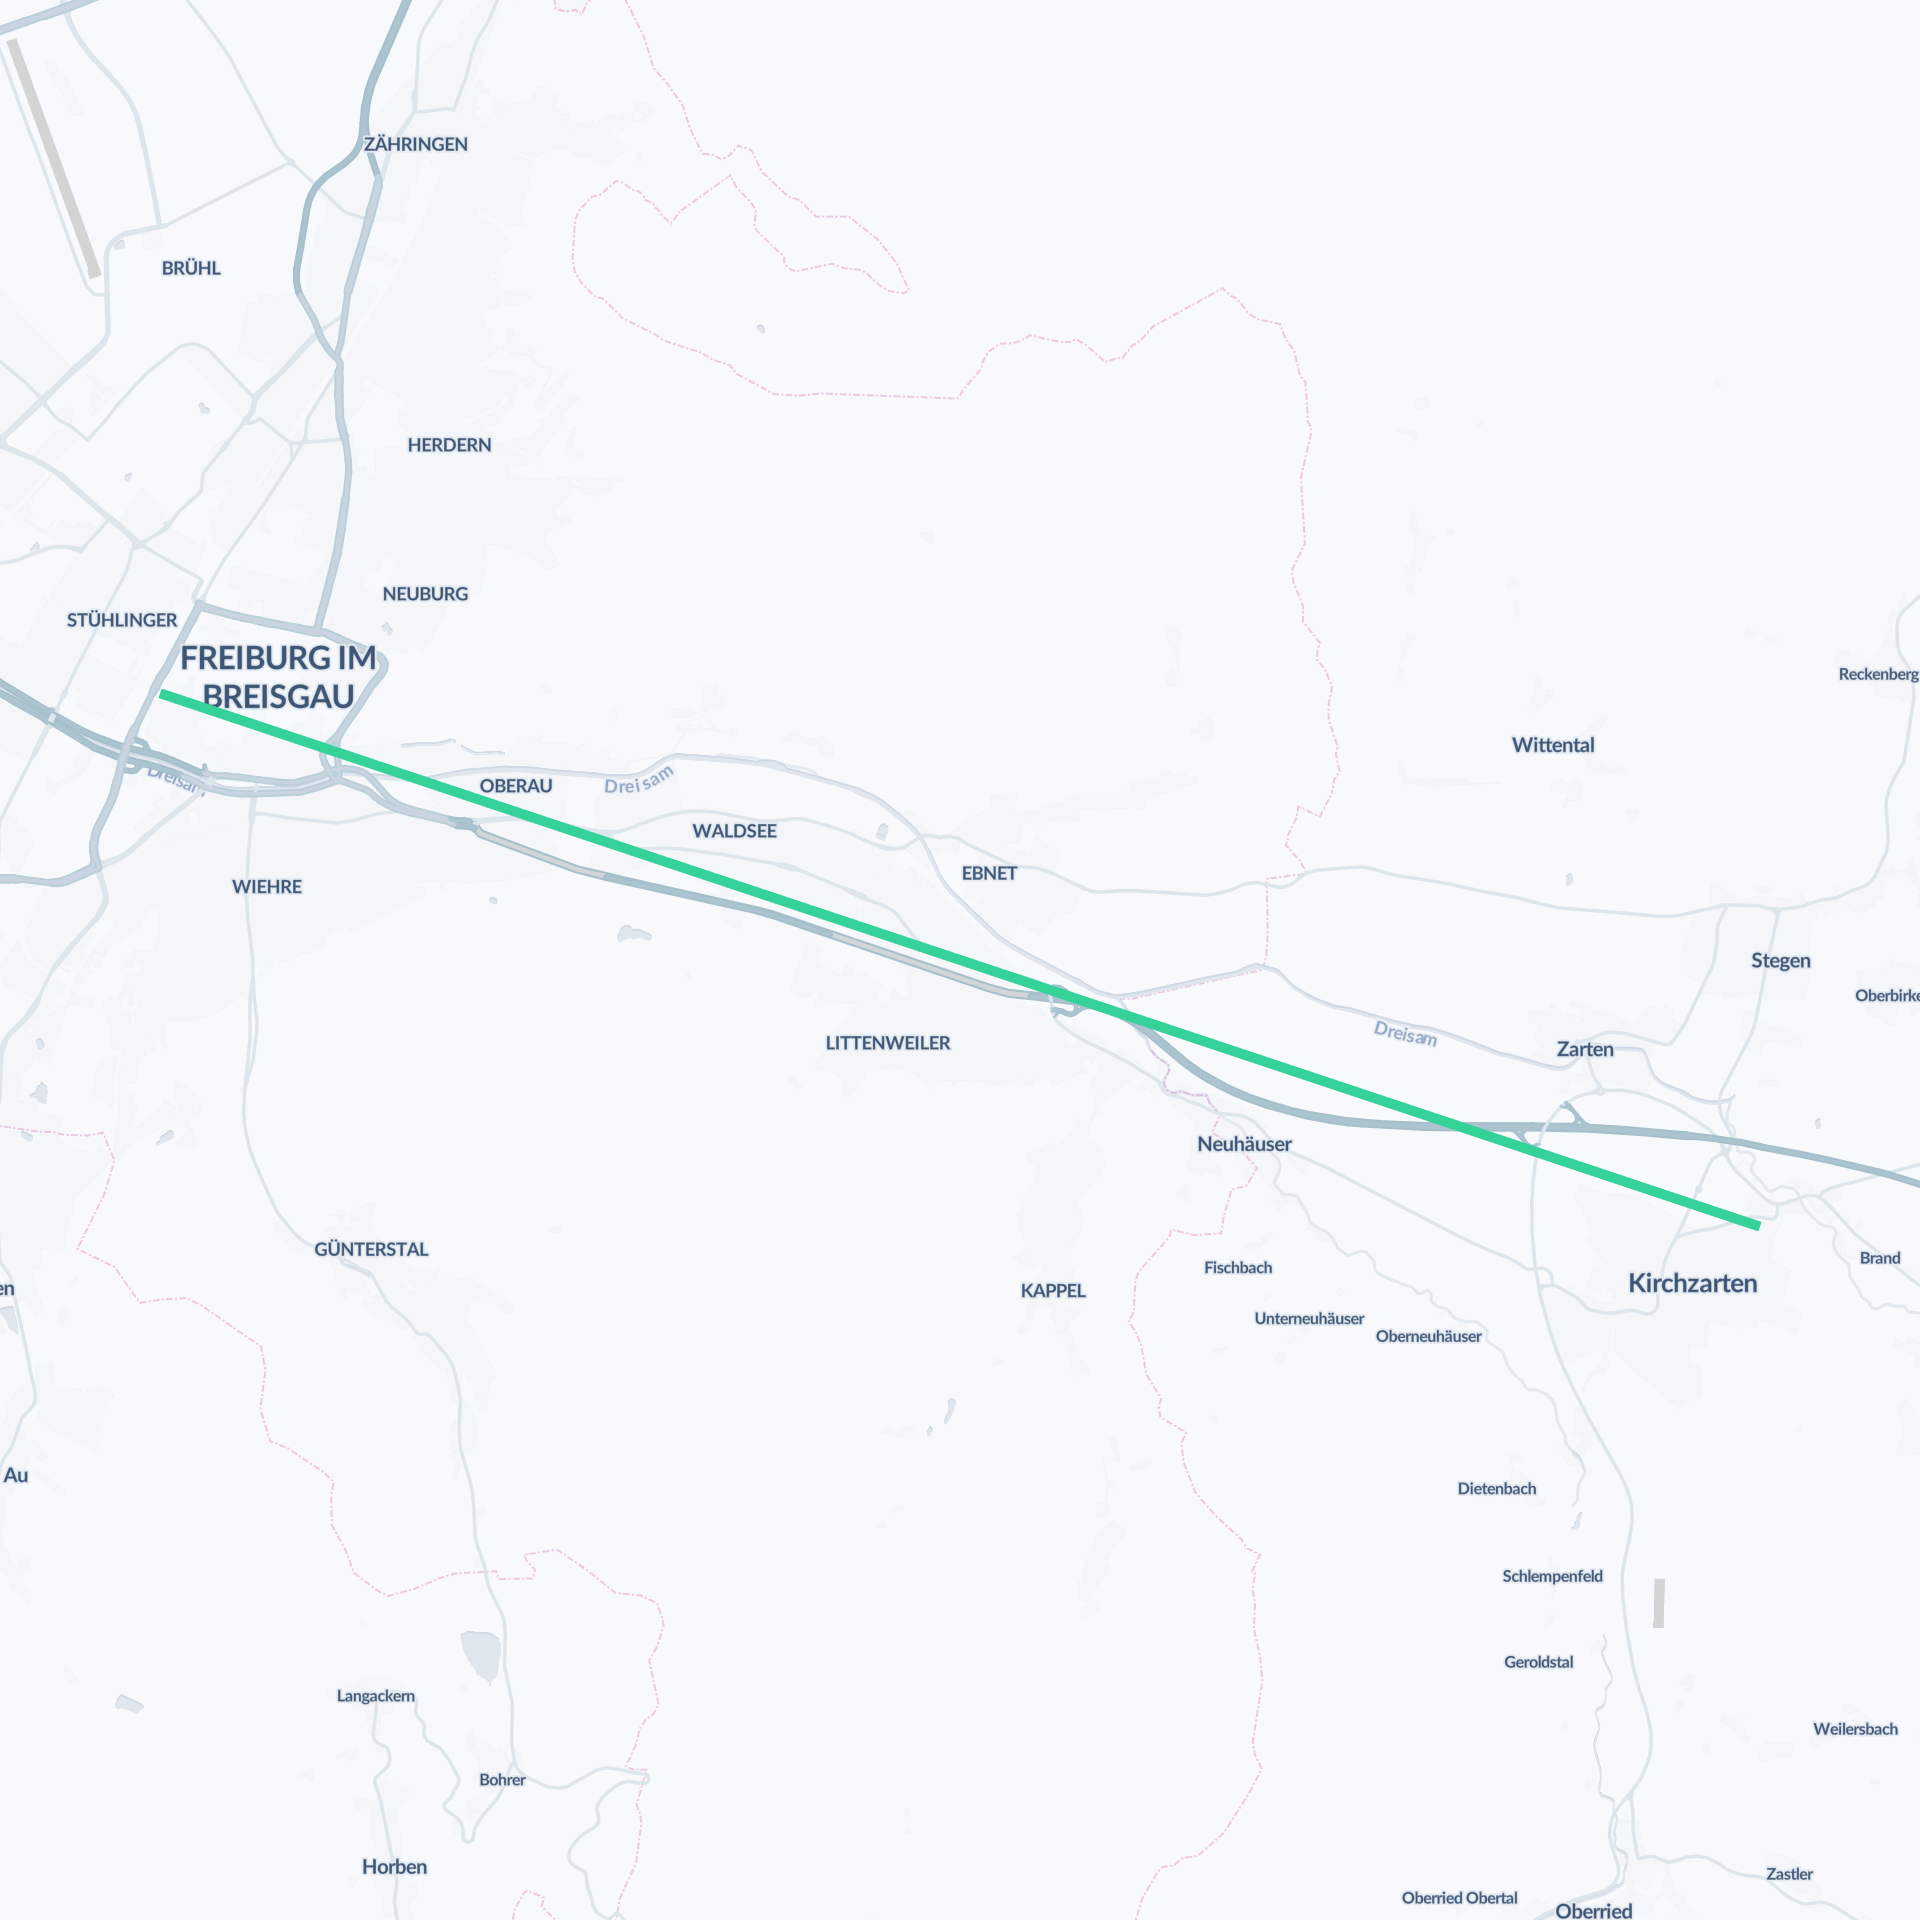 ZÄHRINGEN
BRÜHL
HERDERN
NEUBURG
STÜHLINGER
FREIBURG IM
BREISGAU
Reckenberg
Wittental
Dreisam
OBERAU
Dreisam
WALDSEE
EBNET
WIEHRE
Stegen
Oberbirke
LITTENWEILER
Dreisam
Zarten
Neuhäuser
GÜNTERSTAL
Fischbach
Brand
en
KAPPEL
Kirchzarten
Unterneuhäuser
Oberneuhäuser
Au
Dietenbach
Schlempenfeld
Geroldstal
Langackern
Weilersbach
Bohrer
Horben
Zastler
Oberried Obertal
Oberried